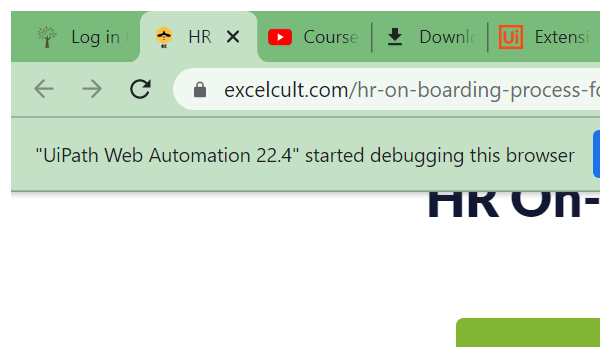 Log in HR Course Downl Ui Extensi
excelcult.com/hr-on-boarding-process-fo
"UiPath Web Automation 22.4" started debugging this browser
HR On-